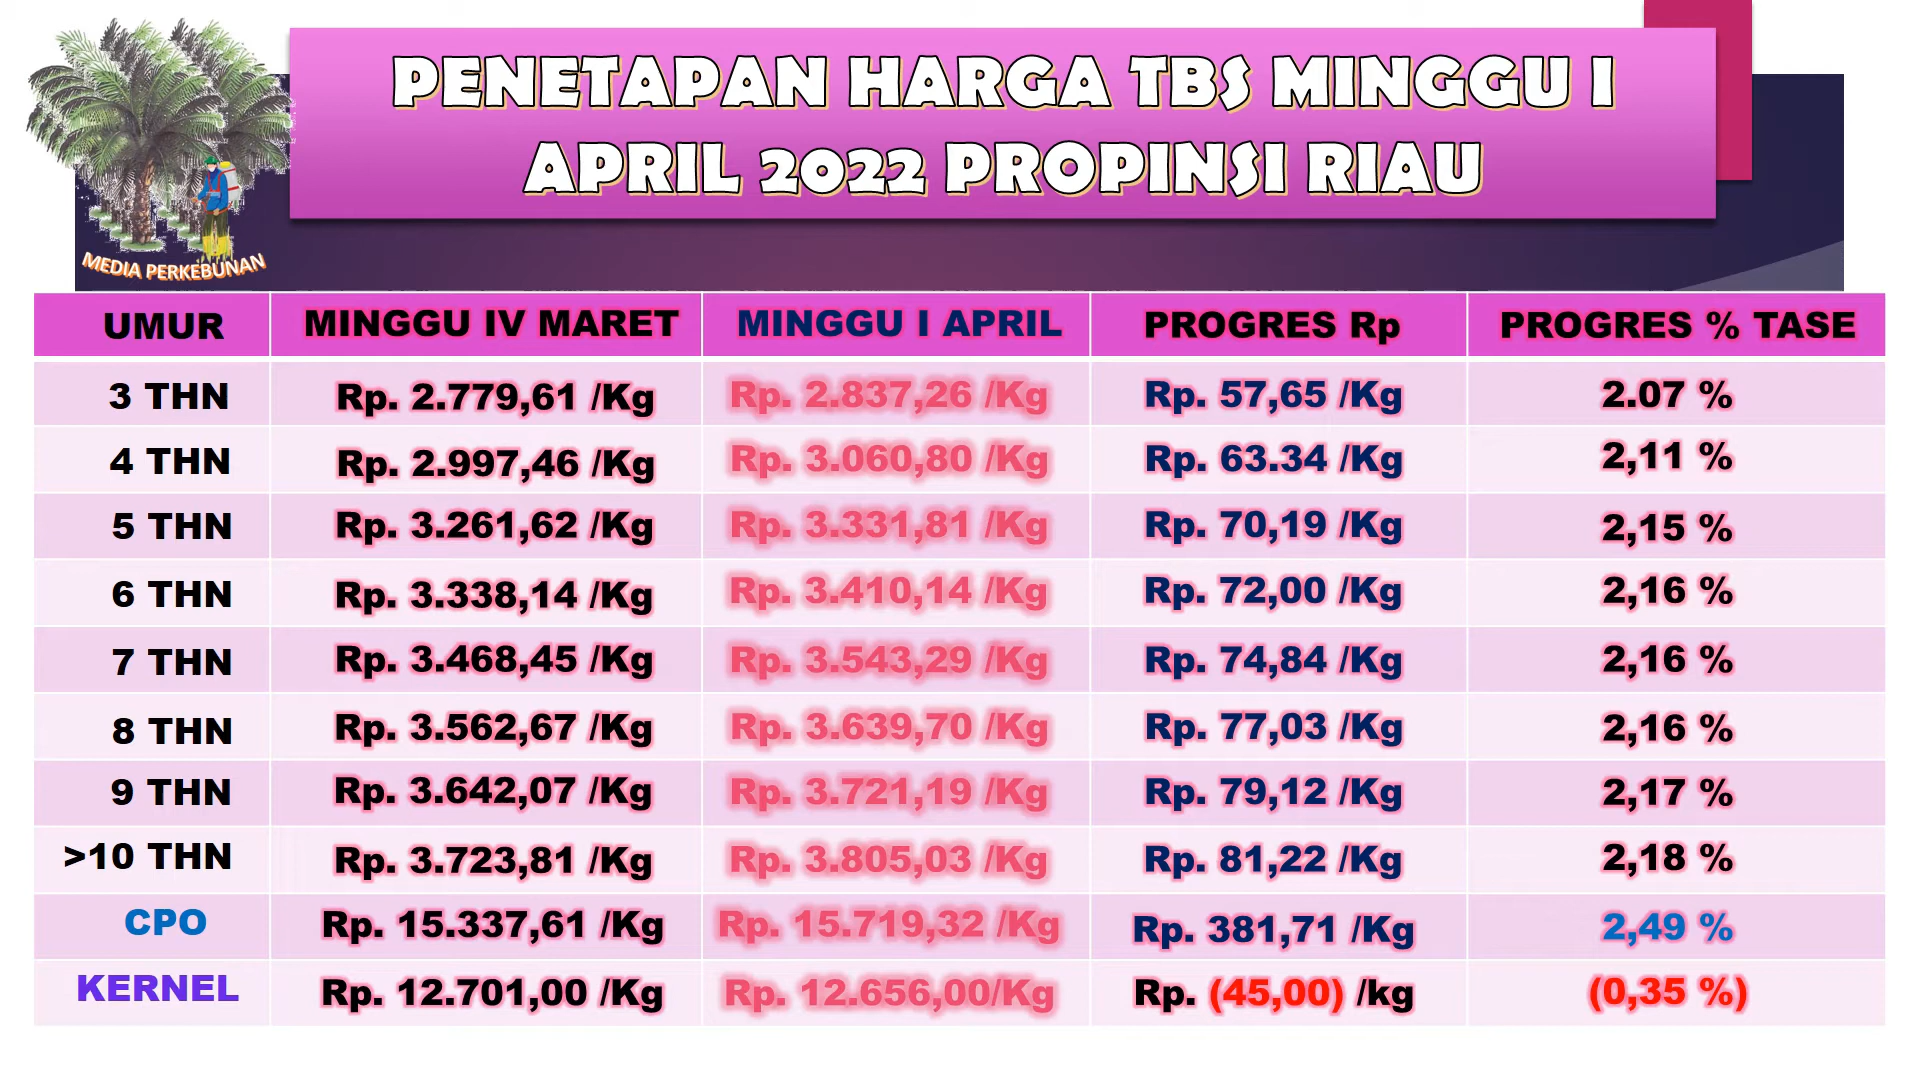 PENETAPAN HARGA TBS MINGGU I
APRIL 2022 PROPINSI RIAU
MEDIA PERKEBUNAN
UMUR MINGGU IV MARET MINGGU I APRIL PROGRES Rp PROGRES % TASE
3 THN Rp. 2.779,61 /Kg Rp. 2.837,26 /Kg Rp. 57,65 /Kg 2.07 %
4 THN Rp. 2.997,46 /Kg Rp. 3.060,80 /Kg Rp. 63.34 /Kg 2,11 %
5 THN Rp. 3.261,62 /Kg Rp. 3.331,81 /Kg Rp. 70,19 /Kg 2,15 %
6 THN Rp. 3.338,14 /Kg Rp. 3.410,14 /Kg Rp. 72,00 /Kg 2,16 %
7 THN Rp. 3.468,45 /Kg Rp. 3.543,29 /Kg Rp. 74,84 /Kg 2,16 %
8 THN Rp. 3.562,67 /Kg Rp. 3.639,70 /Kg Rp. 77,03 /Kg 2,16 %
9 THN Rp. 3.642,07 /Kg Rp. 3.721,19 /Kg Rp. 79,12 /Kg 2,17 %
>10 THN Rp. 3.723,81 /Kg Rp. 3.805,03 /Kg Rp. 81,22 /Kg 2,18 %
CPO Rp. 15.337,61 /Kg Rp. 15.719,32 /Kg Rp. 381,71 /Kg 2,49 %
KERNEL Rp. 12.701,00 /Kg Rp. 12.656,00/Kg Rp. (45,00) /kg (0,35 %)